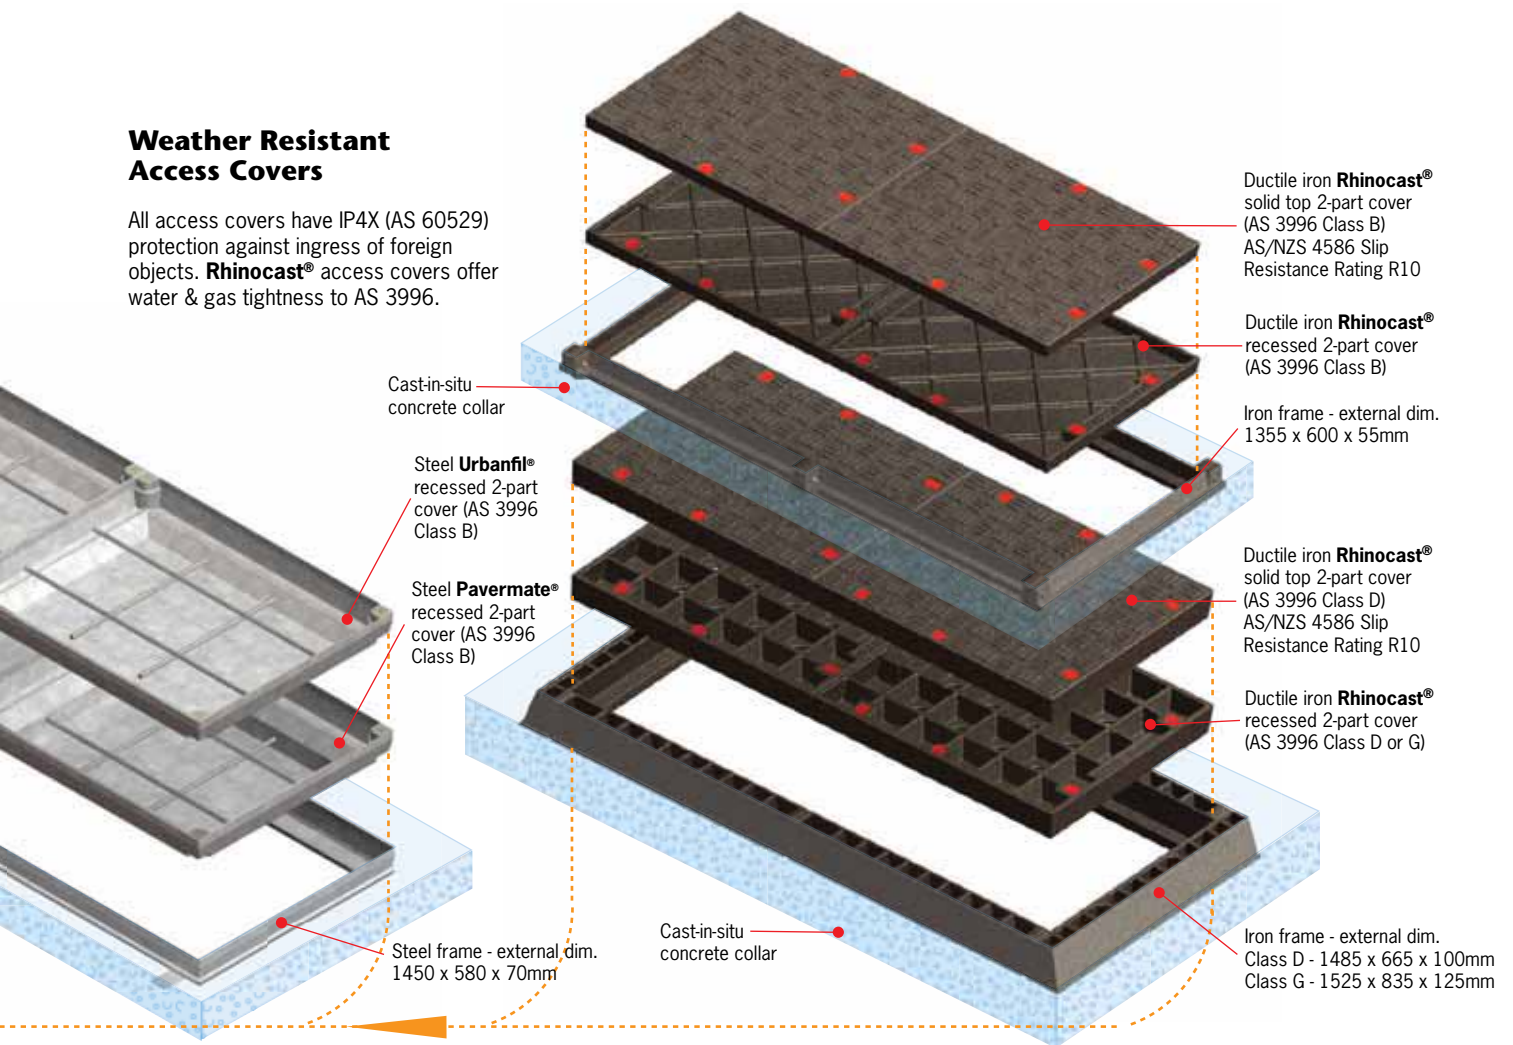 Weather Resistant
Access Covers
All access covers have IP4X (AS 60529)
protection against ingress of foreign
objects. Rhinocast® access covers offer
water & gas tightness to AS 3996.
Cast-in-situ
concrete collar
Steel Urbanfil®
recessed 2-part
cover (AS 3996
Class B)
Steel Pavermate®
recessed 2-part
cover (AS 3996
Class B)
Steel frame - external dim.
1450 x 580 x 70mm
Ductile iron Rhinocast®
solid top 2-part cover
(AS 3996 Class B)
AS/NZS 4586 Slip
Resistance Rating R10
Ductile iron Rhinocast®
recessed 2-part cover
(AS 3996 Class B)
Iron frame - external dim.
1355 x 600 x 55mm
Ductile iron Rhinocast®
solid top 2-part cover
(AS 3996 Class D)
AS/NZS 4586 Slip
Resistance Rating R10
Ductile iron Rhinocast®
recessed 2-part cover
(AS 3996 Class D or G)
Cast-in-situ
concrete collar
Iron frame - external dim.
Class D - 1485 x 665 x 100mm
Class G - 1525 x 835 x 125mm